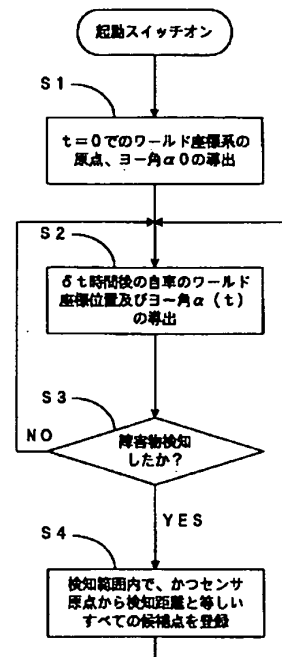 起動スイッチオン
S1
t=0でのワールド座標系の
原点、ヨー角α0の導出
S2
δt時間後の自車のワールド
座標位置及びヨー角α(t)
の導出
S3
NO
障害物検知
したか？
YES
S4
検知範囲内で、かつセンサ
原点から検知距離と等しい
すべての候補点を登録